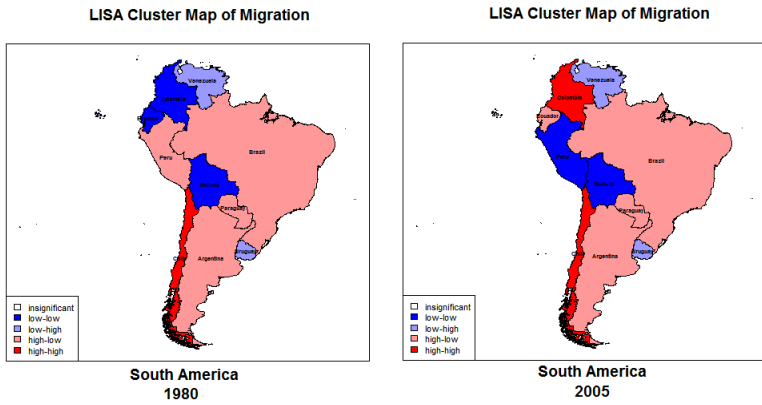 LISA Cluster Map of Migration
Venezuela
Colombia
Ecuador
Peru
Brazil
Bolivia
Paraguay
Uruguay
Argentina
insignificant
low-low
low-high
high-low
high-high
South America
1980
LISA Cluster Map of Migration
Venezuela
Colombia
Ecuador
Peru
Brazil
Bolivia
Paraguay
Uruguay
Argentina
insignificant
low-low
low-high
high-low
high-high
South America
2005